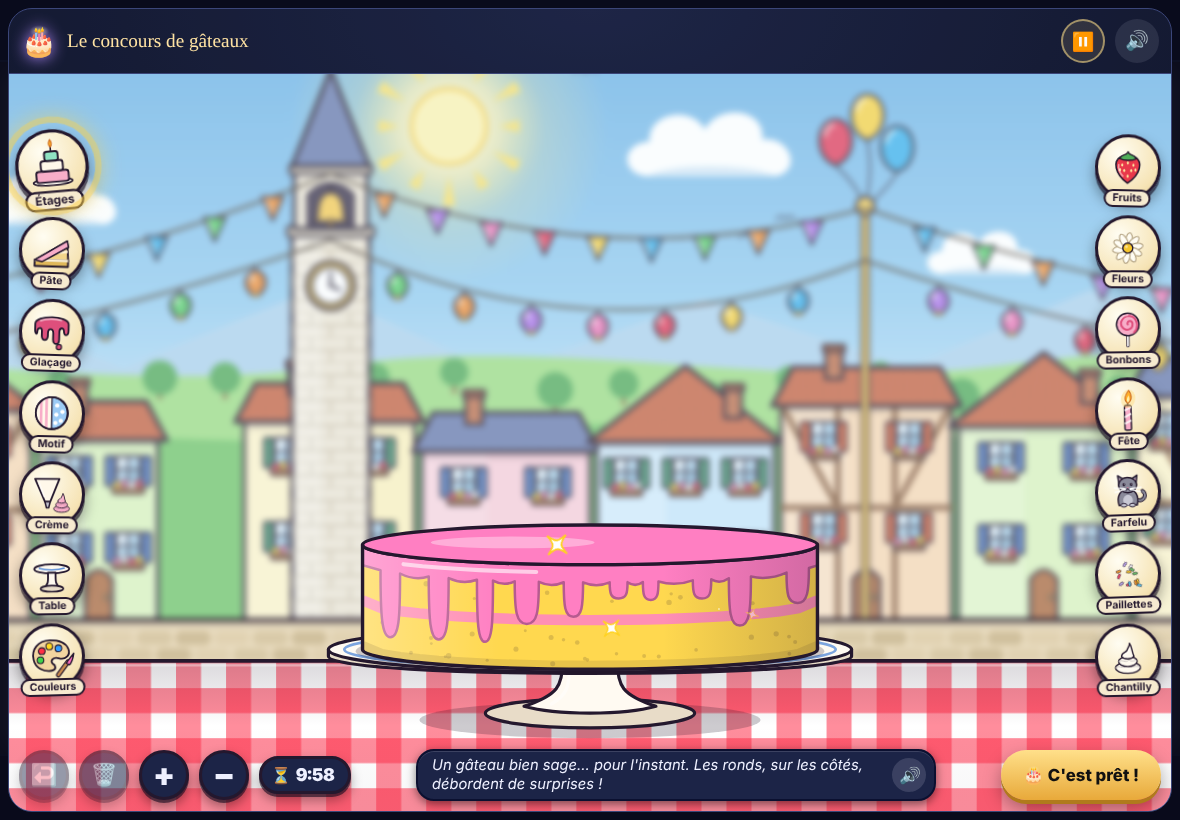 Le concours de gâteaux
Étages
Pâte
Glaçage
Motif
Crème
Table
Couleurs
Fruits
Fleurs
Bonbons
Fête
Farfelu
Paillettes
Chantilly
9:58
Un gâteau bien sage... pour l'instant. Les ronds, sur les côtés,
débordent de surprises !
C'est prêt !